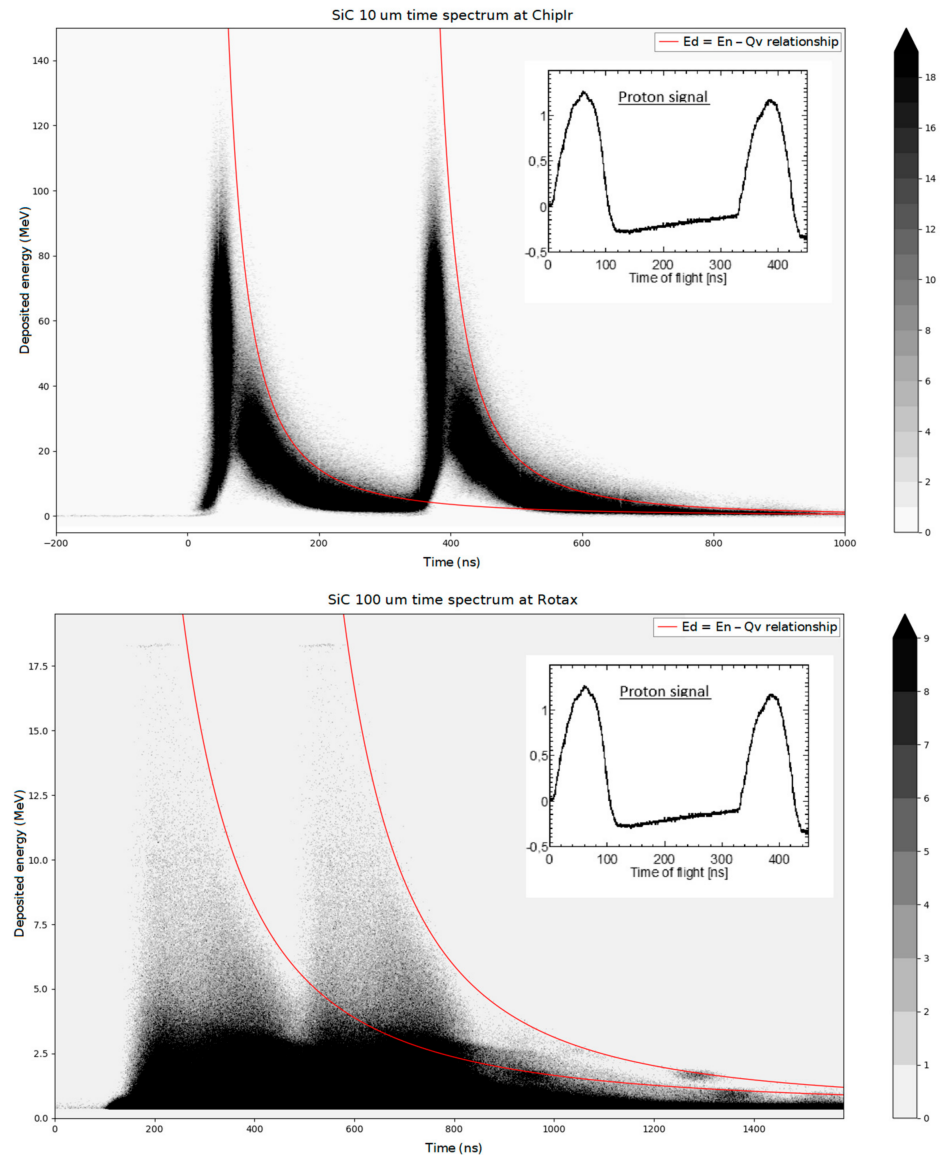 SiC 10 um time spectrum at ChipIr
Ed = En – Qv relationship
Proton signal
1
0,5
0
-0,5
0 100 200 300 400
Time of flight [ns]
140
120
100
80
60
40
20
0
Deposited energy (MeV)
−200 0 200 400 600 800 1000
Time (ns)
18
16
14
12
10
8
6
4
2
0
SiC 100 um time spectrum at Rotax
Ed = En – Qv relationship
Proton signal
1
0,5
0
-0,5
0 100 200 300 400
Time of flight [ns]
17.5
15.0
12.5
10.0
7.5
5.0
2.5
0.0
Deposited energy (MeV)
0 200 400 600 800 1000 1200 1400
Time (ns)
9
8
7
6
5
4
3
2
1
0